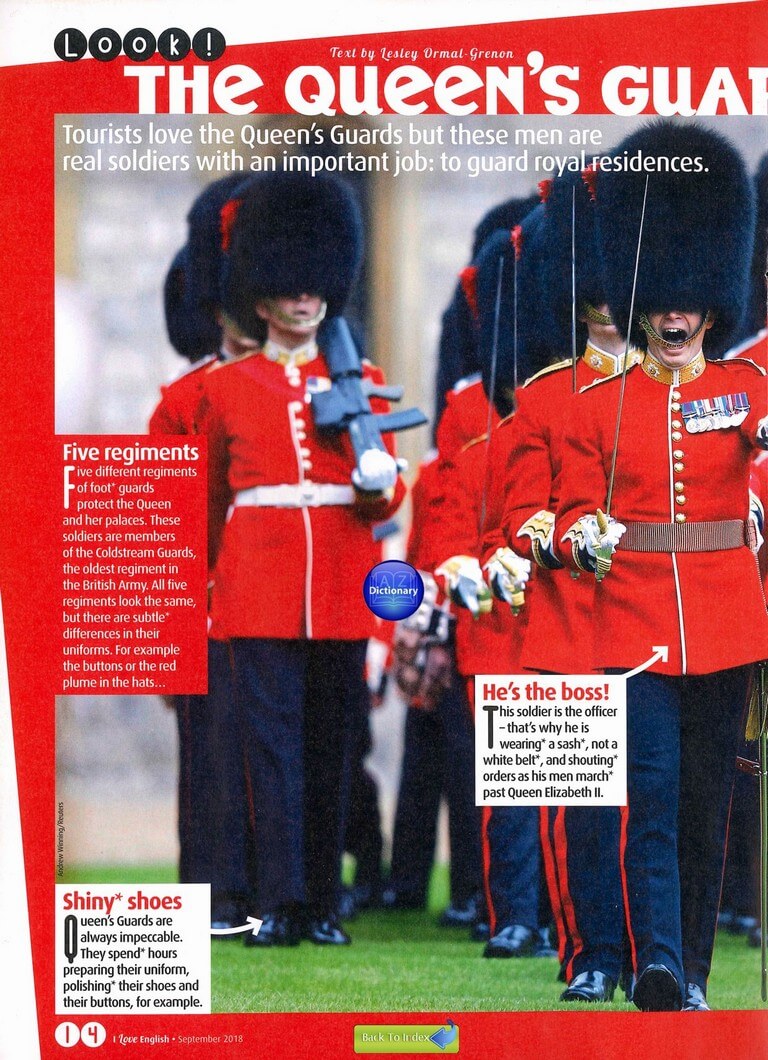 LOOK!
Text by Lesley Ormal-Grenon
THE QUEEN'S GUAR
Tourists love the Queen's Guards but these men are
real soldiers with an important job: to guard royal residences.
Five regiments
Five different regiments
of foot* guards
protect the Queen
and her palaces. These
soldiers are members
of the Coldstream Guards,
the oldest regiment in
the British Army. All five
regiments look the same,
but there are subtle*
differences in their
uniforms. For example
the buttons or the red
plume in the hats...
A-Z
Dictionary
He's the boss!
This soldier is the officer
– that's why he is
wearing* a sash*, not a
white belt*, and shouting*
orders as his men march*
past Queen Elizabeth II.
Andrew Winning/Reuters
Shiny* shoes
Queen's Guards are
always impeccable.
They spend* hours
preparing their uniform,
polishing* their shoes and
their buttons, for example.
14 I Love English • September 2018
Back To Index